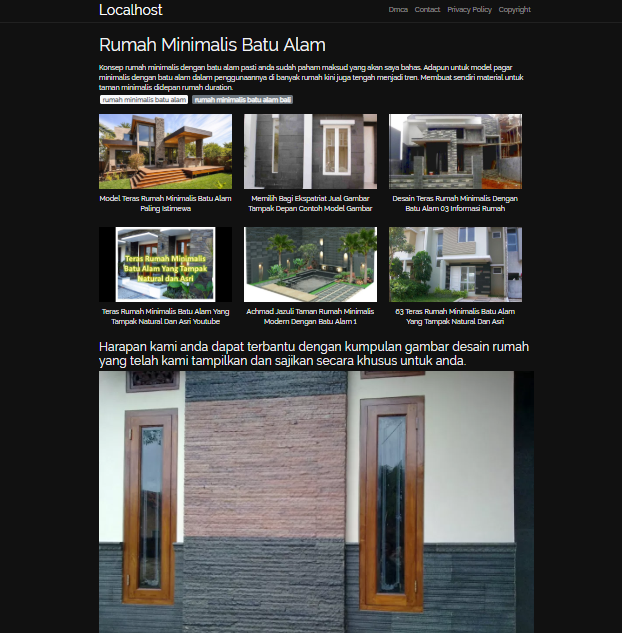 Localhost
Dmca Contact Privacy Policy Copyright
Rumah Minimalis Batu Alam
Konsep rumah minimalis dengan batu alam pasti anda sudah paham maksud yang akan saya bahas. Adapun untuk model pagar
minimalis dengan batu alam dalam penggunaannya di banyak rumah kini juga tengah menjadi tren. Membuat sendiri material untuk
taman minimalis didepan rumah duration.
rumah minimalis batu alam rumah minimalis batu alam bali
Model Teras Rumah Minimalis Batu Alam
Paling Istimewa
Memilih Bagi Ekspatriat Jual Gambar
Tampak Depan Contoh Model Gambar
Desain Teras Rumah Minimalis Dengan
Batu Alam 03 Informasi Rumah
Teras Rumah Minimalis
Batu Alam Yang Tampak
Natural dan Asri
Teras Rumah Minimalis Batu Alam Yang
Tampak Natural Dan Asri Youtube
Achmad Jazuli Taman Rumah Minimalis
Modern Dengan Batu Alam 1
63 Teras Rumah Minimalis Batu Alam
Yang Tampak Natural Dan Asri
Harapan kami anda dapat terbantu dengan kumpulan gambar desain rumah
yang telah kami tampilkan dan sajikan secara khusus untuk anda.